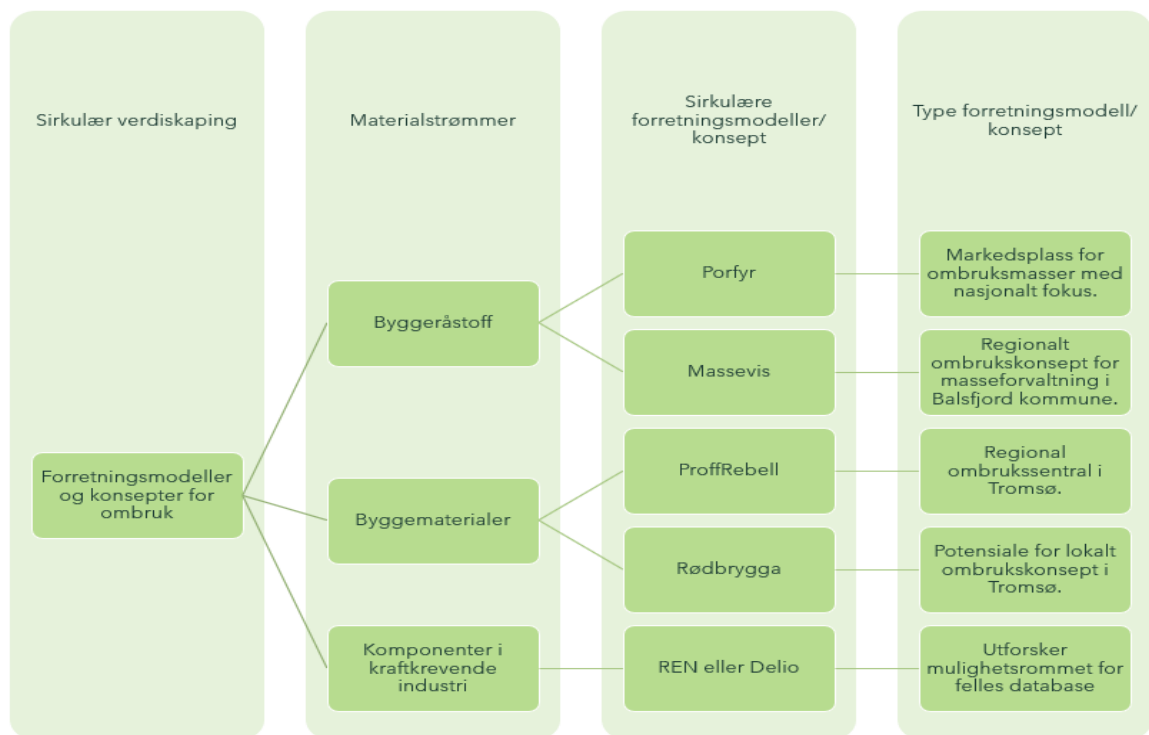 Sirkulær verdiskaping
Materialstrømmer
Sirkulære
forretningsmodeller/
konsept
Type forretningsmodell/
konsept
Forretningsmodeller
og konsepter for
ombruk
Byggeråstoff
Porfyr
Markedsplass for
ombruksmasser med
nasjonalt fokus.
Massevis
Regionalt
ombrukskonsept for
masseforvaltning i
Balsfjord kommune.
Byggematerialer
ProffRebell
Regional
ombrukssentral i
Tromsø.
Rødbrygga
Potensiale for lokalt
ombrukskonsept i
Tromsø.
Komponenter i
kraftkrevende
industri
REN eller Delio
Utforsker
mulighetsrommet for
felles database